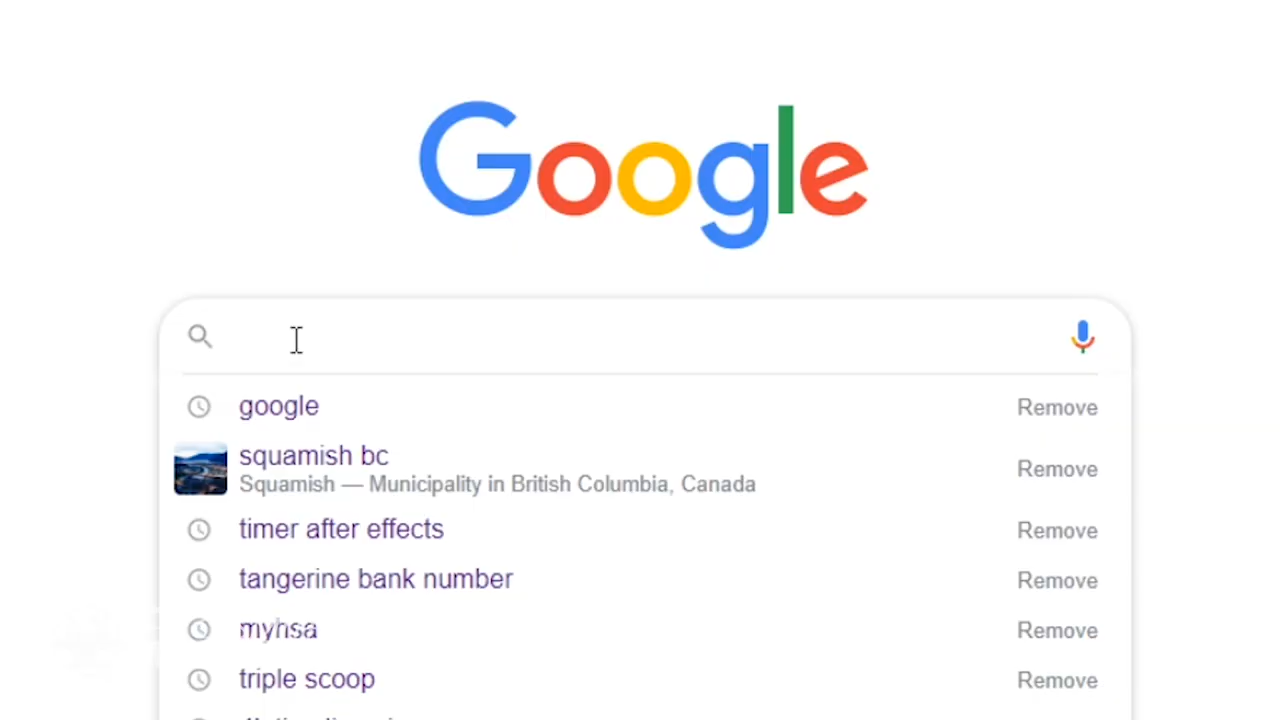 Google
google Remove
squamish bc
Squamish — Municipality in British Columbia, Canada Remove
timer after effects Remove
tangerine bank number Remove
myhsa Remove
triple scoop Remove